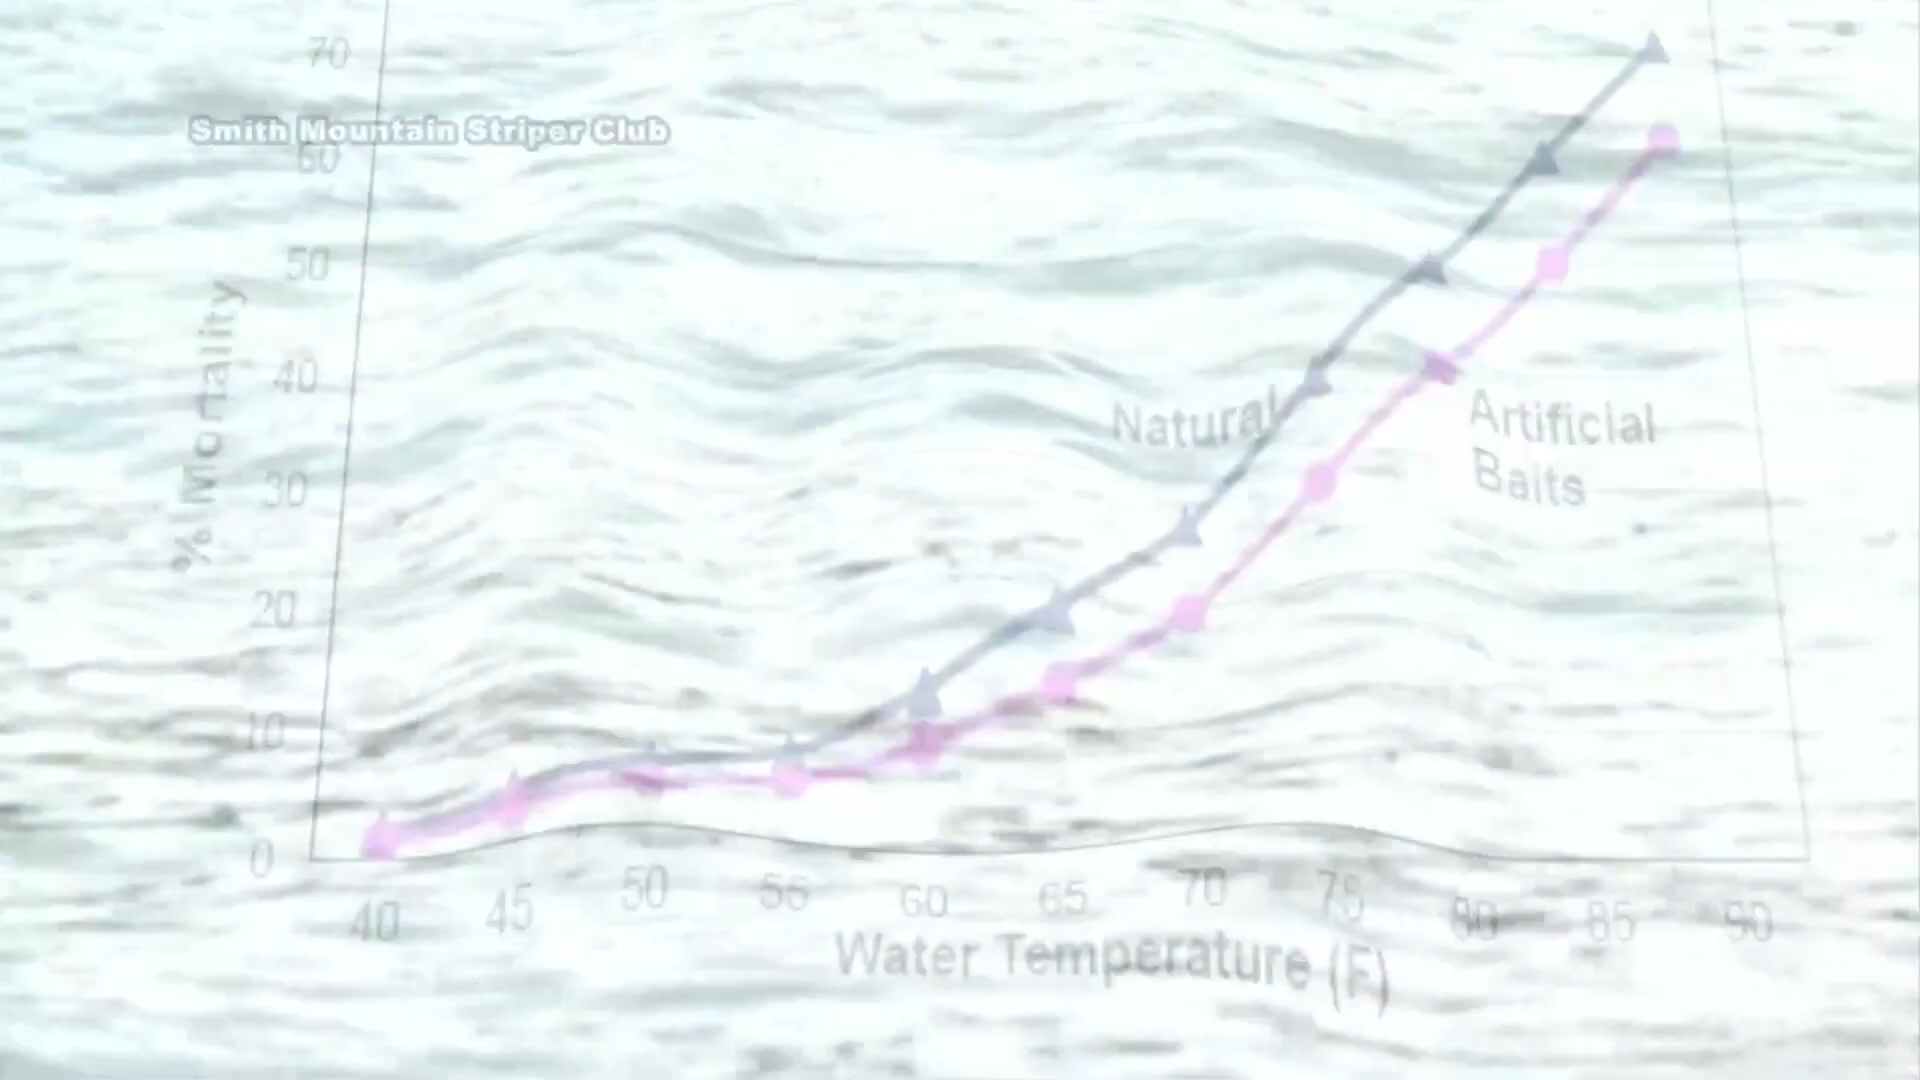 70
Smith Mountain Striper Club
60
50
% Mortality
40
Natural
Artificial
Baits
30
20
10
0
40 45 50 55 60 65 70 75 80 85 90
Water Temperature (F)